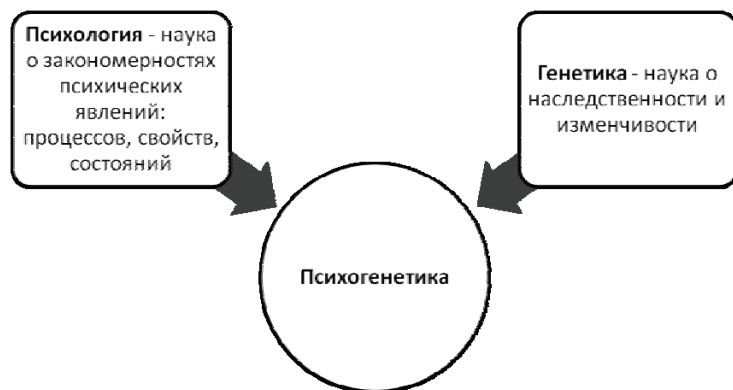 Психология - наука
о закономерностях
психических
явлений:
процессов, свойств,
состояний
Генетика - наука о
наследственности и
изменчивости
Психогенетика